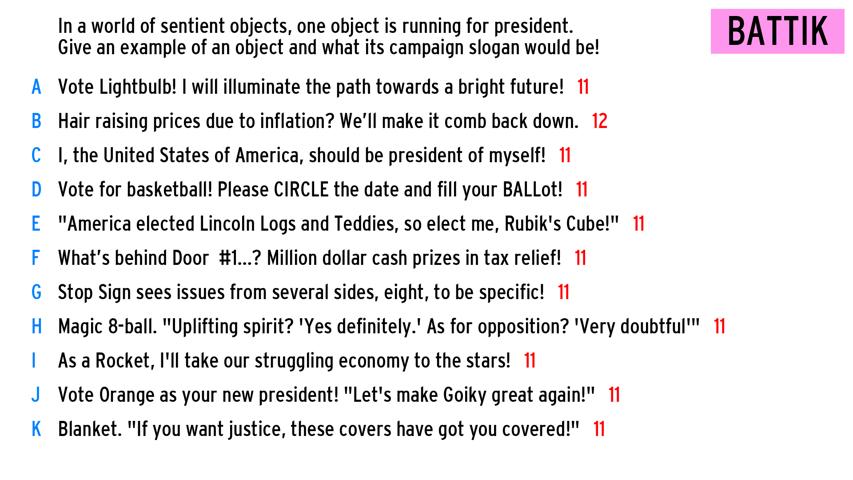 In a world of sentient objects, one object is running for president.
Give an example of an object and what its campaign slogan would be!
BATTIK
A Vote Lightbulb! I will illuminate the path towards a bright future! 11
B Hair raising prices due to inflation? We'll make it comb back down. 12
C I, the United States of America, should be president of myself! 11
D Vote for basketball! Please CIRCLE the date and fill your BALLot! 11
E "America elected Lincoln Logs and Teddies, so elect me, Rubik's Cube!" 11
F What's behind Door #1...? Million dollar cash prizes in tax relief! 11
G Stop Sign sees issues from several sides, eight, to be specific! 11
H Magic 8-ball. "Uplifting spirit? 'Yes definitely.' As for opposition? 'Very doubtful'" 11
I As a Rocket, I'll take our struggling economy to the stars! 11
J Vote Orange as your new president! "Let's make Goiky great again!" 11
K Blanket. "If you want justice, these covers have got you covered!" 11